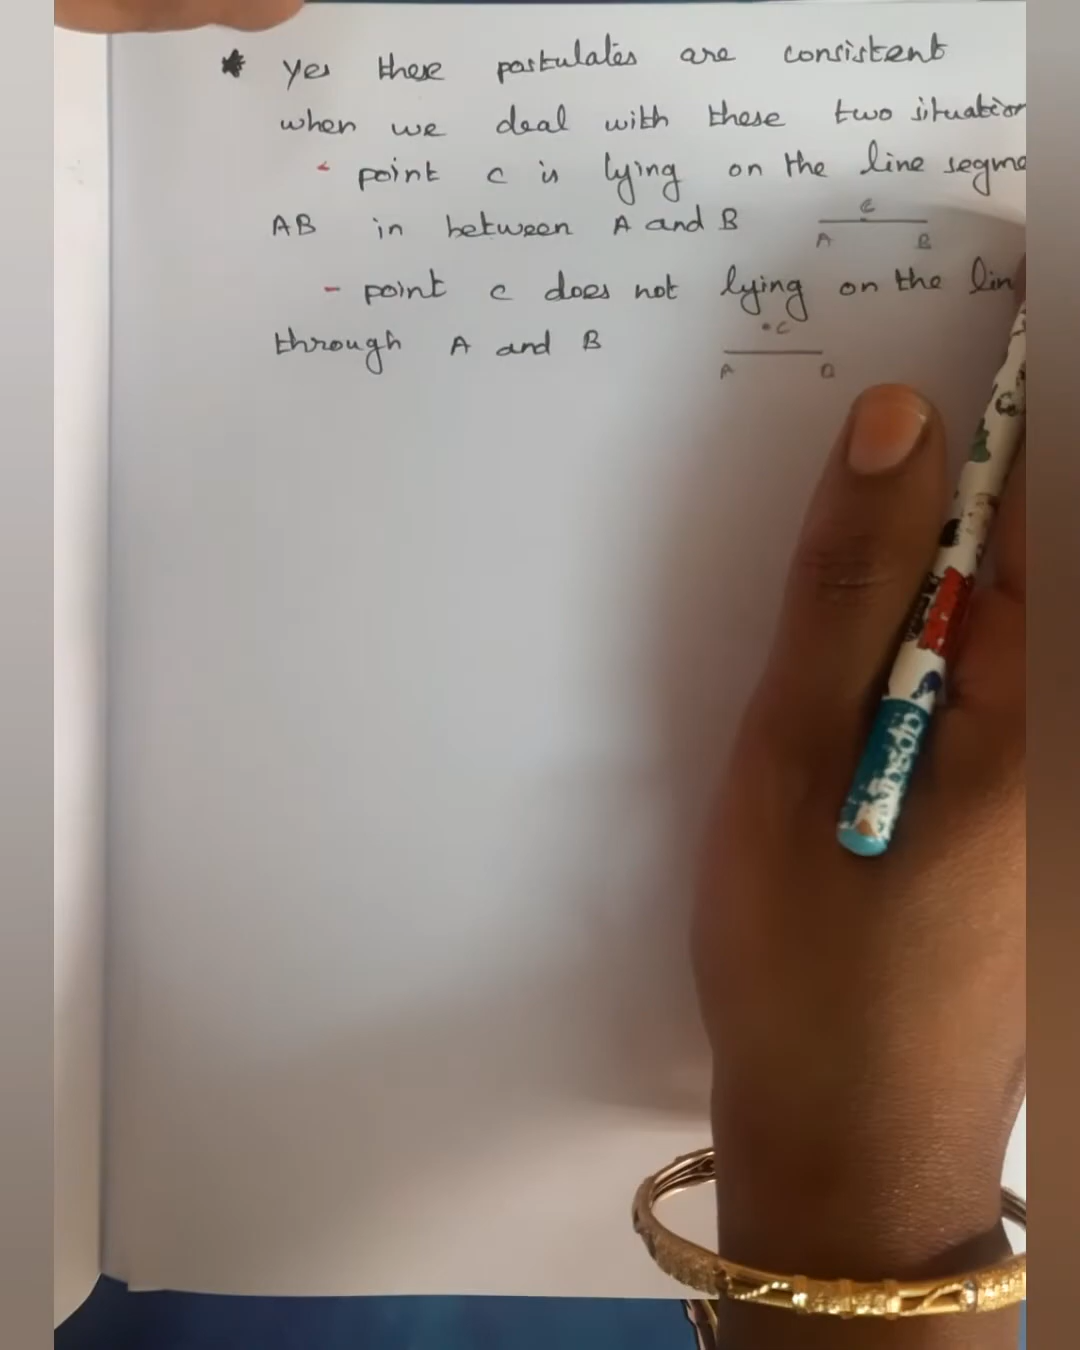 * Yes these postulates are consistent
when we deal with these two situation
- point c is lying on the line segme
AB in between A and B
C
A B
- point c does not lying on the lin
through A and B
•C
A B